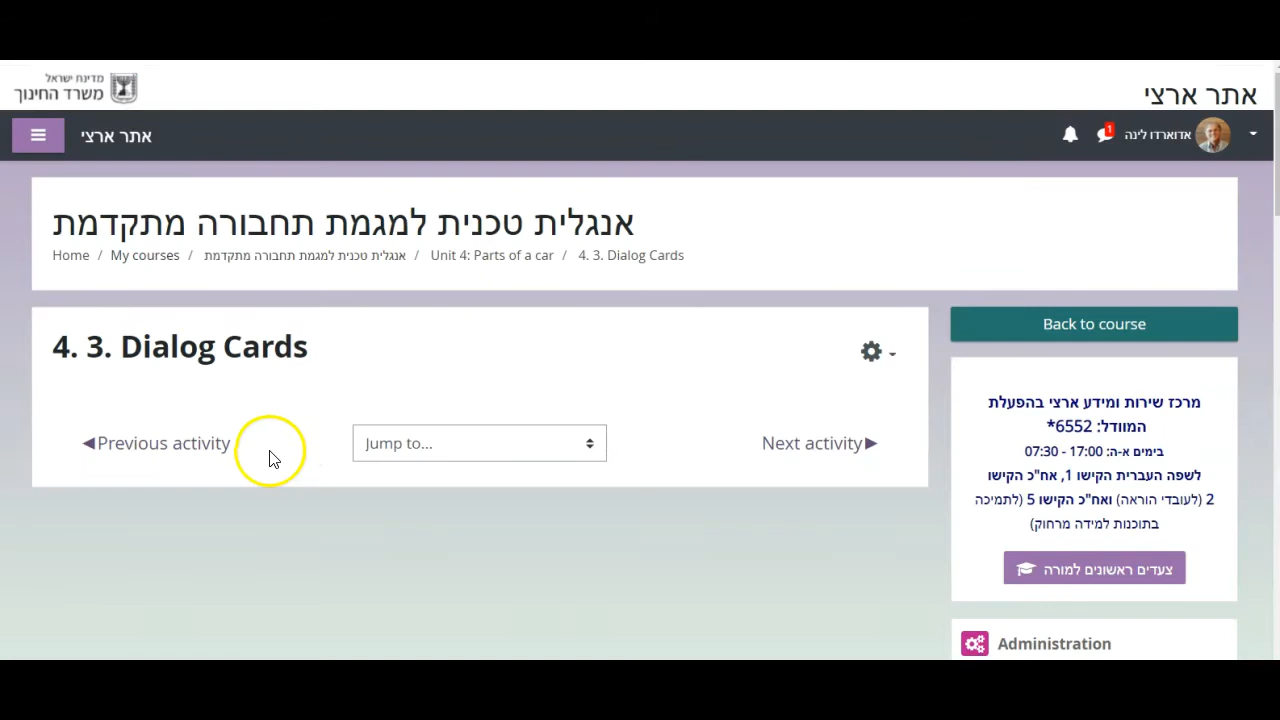 מדינת ישראל
משרד החינוך
אתר ארצי
אתר ארצי
1
אדוארדו לינה
אנגלית טכנית למגמת תחבורה מתקדמת
Home / My courses / אנגלית טכנית למגמת תחבורה מתקדמת / Unit 4: Parts of a car / 4. 3. Dialog Cards
4. 3. Dialog Cards
◀Previous activity
Jump to...
Next activity▶
Back to course
מרכז שירות ומידע ארצי בהפעלת
המוודל: 6552*
בימים א-ה: 17:00 - 07:30
לשפה העברית הקישו 1, אח"כ הקישו
2 (לעובדי הוראה) ואח"כ הקישו 5 (לתמיכה
בתוכנות למידה מרחוק)
צעדים ראשונים למורה
Administration